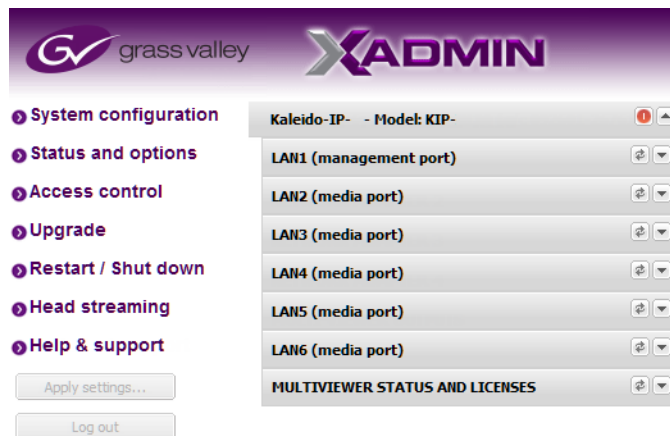 GV grass valley
XADMIN
System configuration
Status and options
Access control
Upgrade
Restart / Shut down
Head streaming
Help & support
Apply settings...
Log out
Kaleido-IP- - Model: KIP-
LAN1 (management port)
LAN2 (media port)
LAN3 (media port)
LAN4 (media port)
LAN5 (media port)
LAN6 (media port)
MULTIVIEWER STATUS AND LICENSES